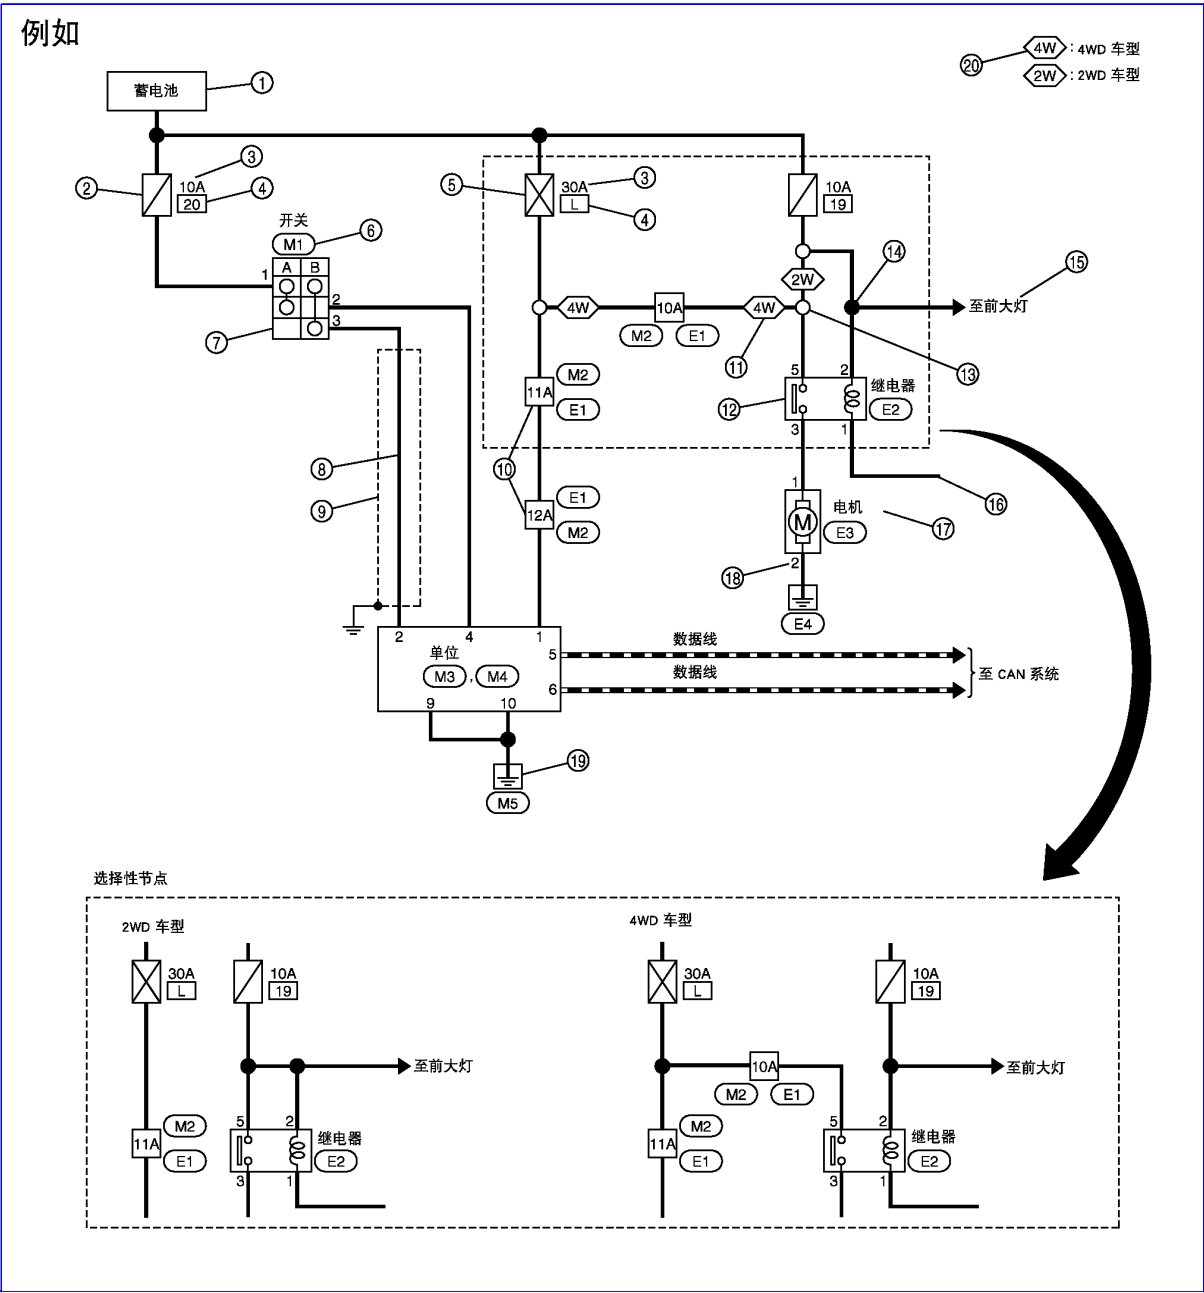 例如
⑳ 4W : 4WD 车型
2W : 2WD 车型
蓄电池 ①
② 10A ③
20 ④
⑤ 30A ③
L ④
10A
19
开关
M1 ⑥
A B
1
2
3
⑦
4W 10A 4W
M2 E1
⑪
2W
⑭
⑮
至前大灯
⑬
11A M2
E1
⑩
12A E1
M2
5 2
继电器
⑫ E2
3 1
⑧
⑨
⑯
1
电机
M E3
⑰
⑱ 2
E4
2 4 1
单位
M3 , M4
5
6
9 10
数据线
数据线
至 CAN 系统
⑲
M5
选择性节点
2WD 车型
30A
L
10A
19
至前大灯
11A M2
E1
5 2
继电器
E2
3 1
4WD 车型
30A
L
10A
19
10A
M2 E1
至前大灯
11A M2
E1
5 2
继电器
E2
3 1